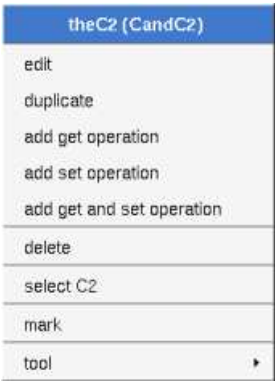 theC2 (CandC2)
edit
duplicate
add get operation
add set operation
add get and set operation
delete
select C2
mark
tool